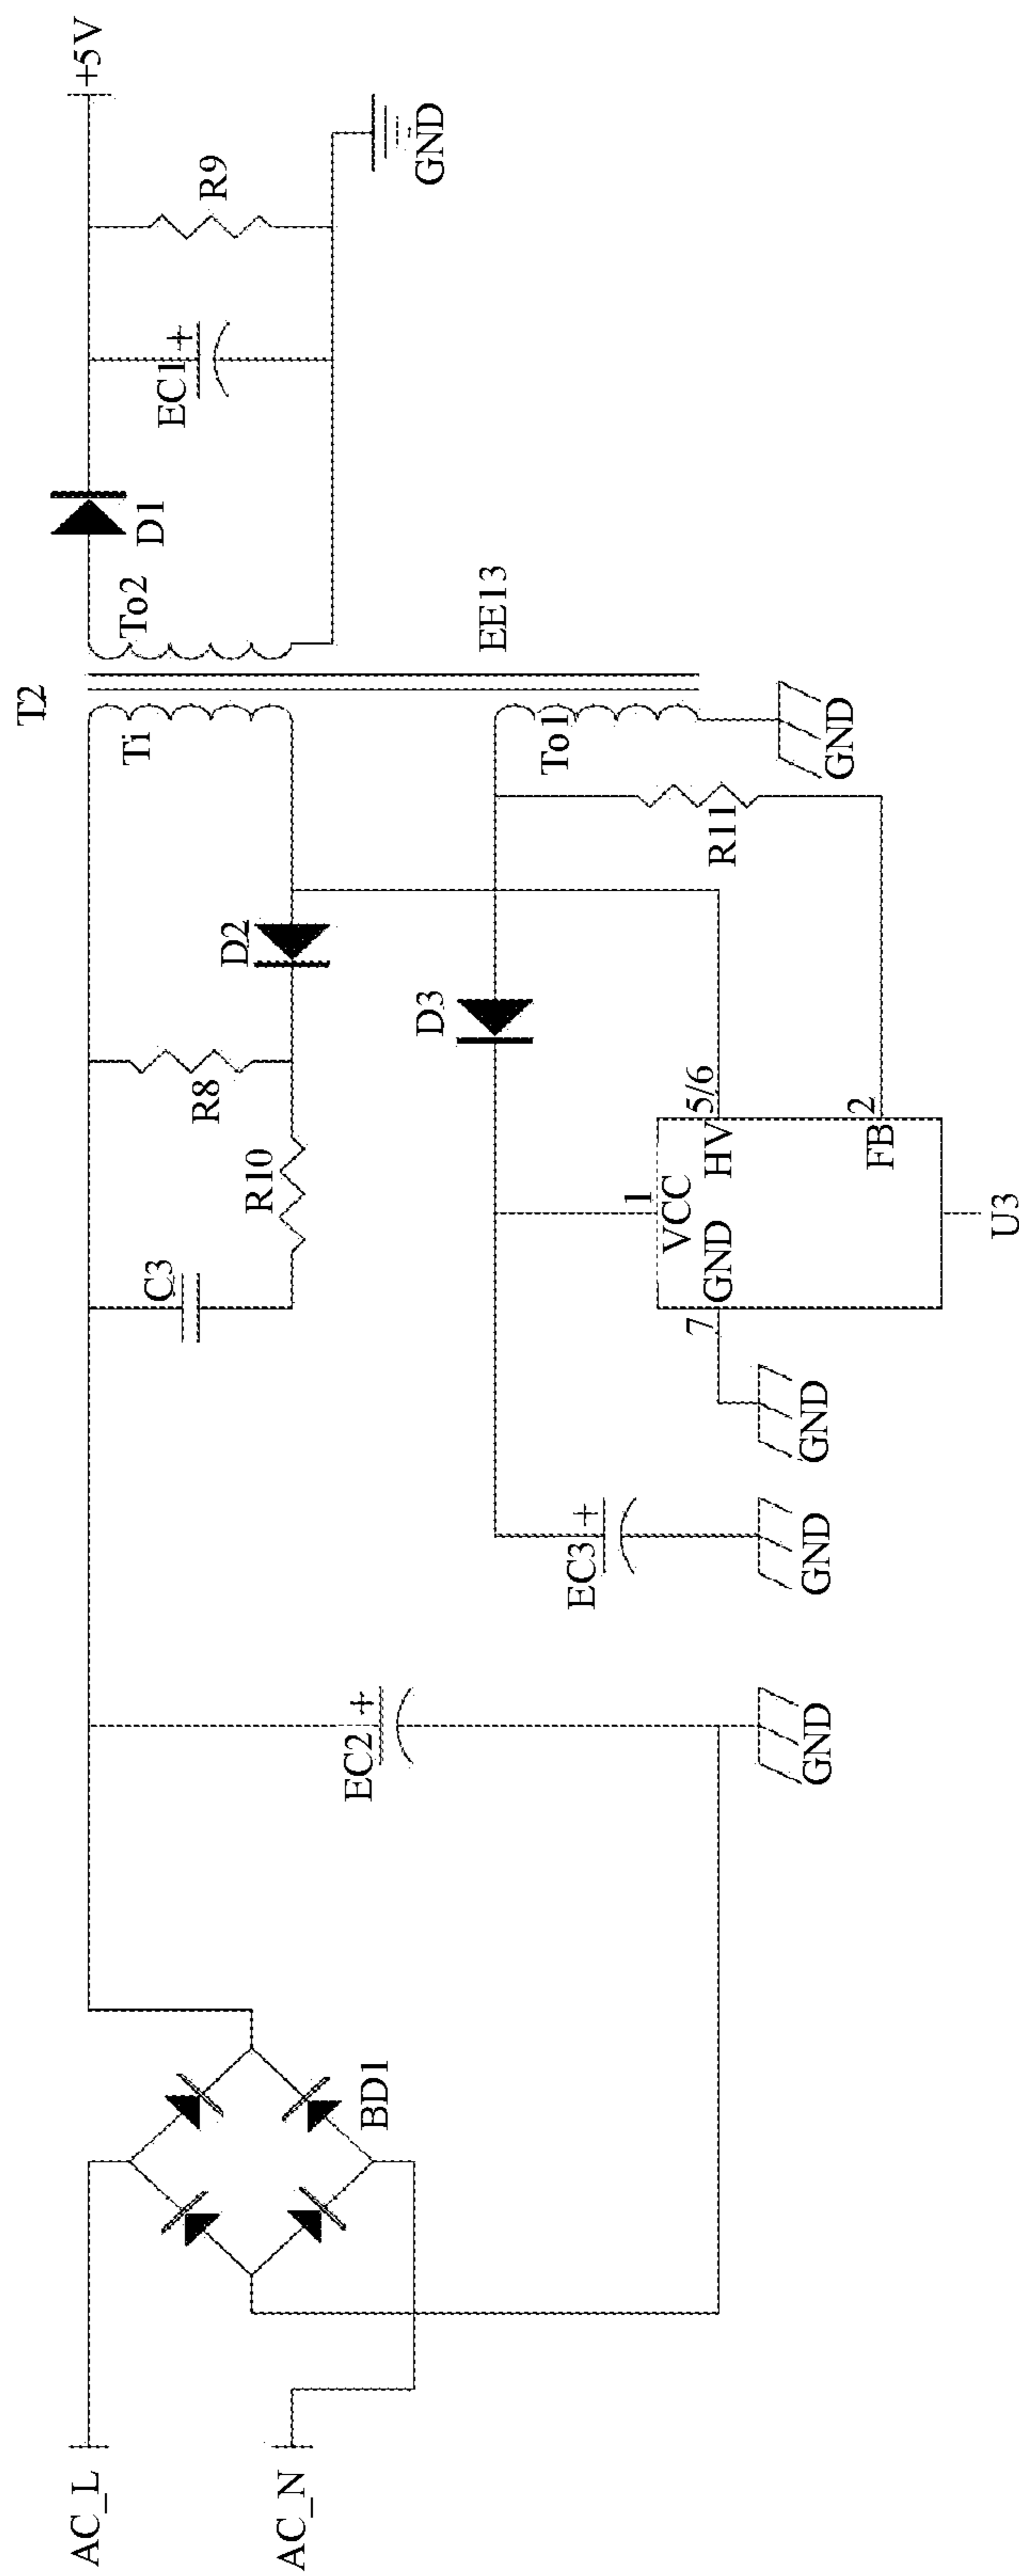 AC_L
AC_N
BD1
EC2
+
GND
EC3
+
GND
C3
R10
R8
D2
D3
7
GND
GND
1
VCC
5/6
HV
2
FB
U3
T2
Ti
To1
R11
GND
EE13
To2
D1
EC1
+
R9
GND
+5V